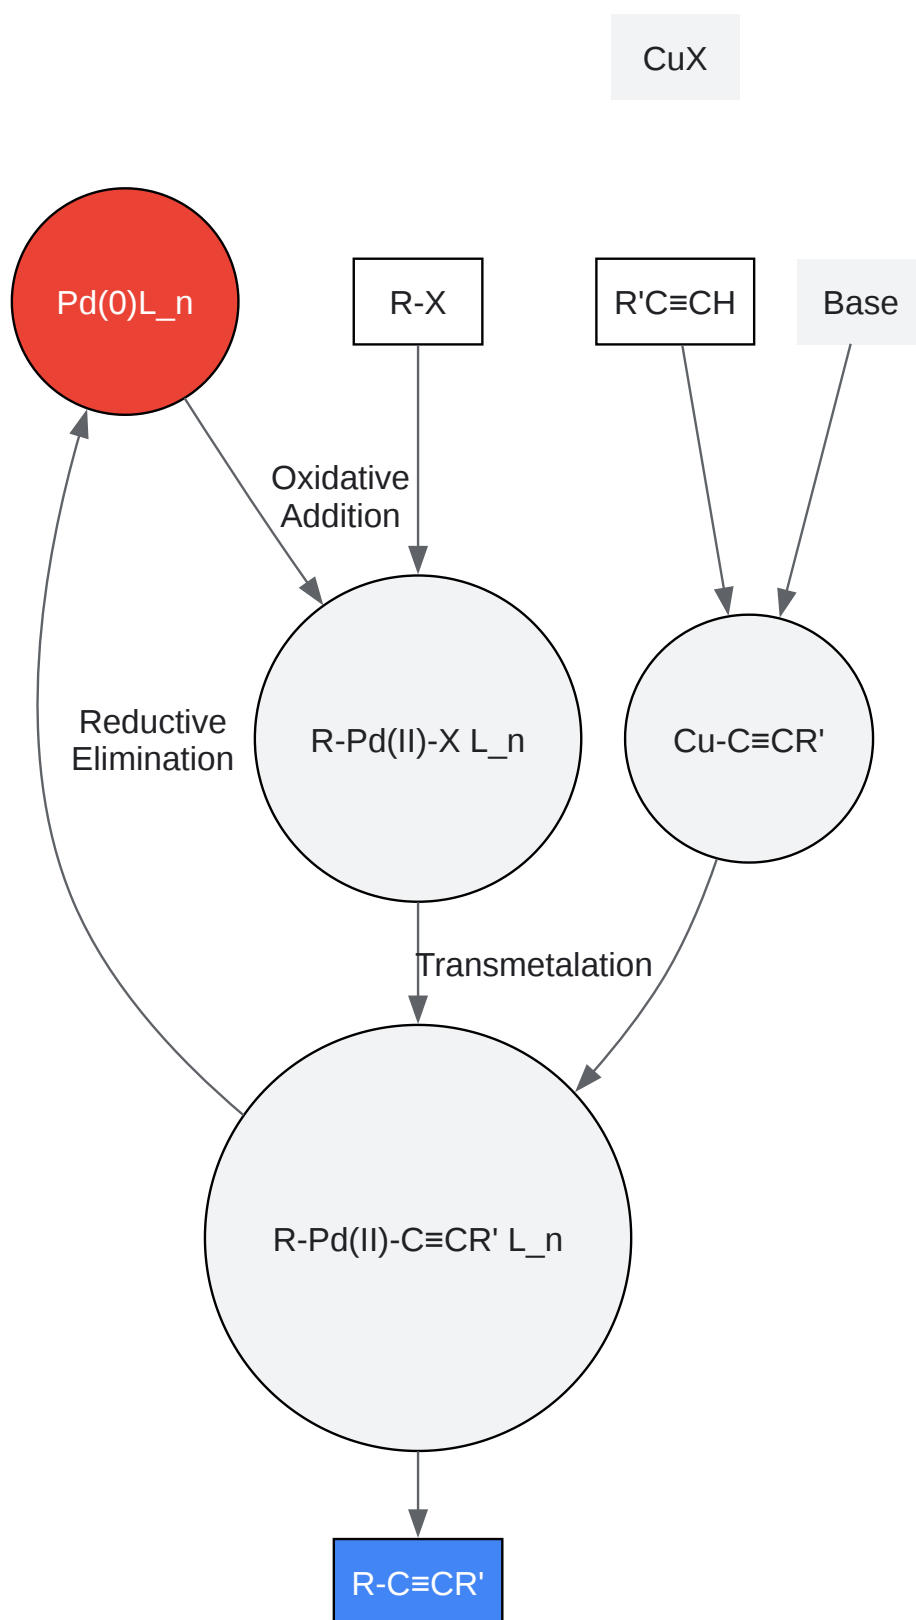 CuX
Pd(0)L_n
R-X
R'C≡CH
Base
Oxidative
Addition
Reductive
Elimination
R-Pd(II)-X L_n
Cu-C≡CR'
Transmetalation
R-Pd(II)-C≡CR' L_n
R-C≡CR'